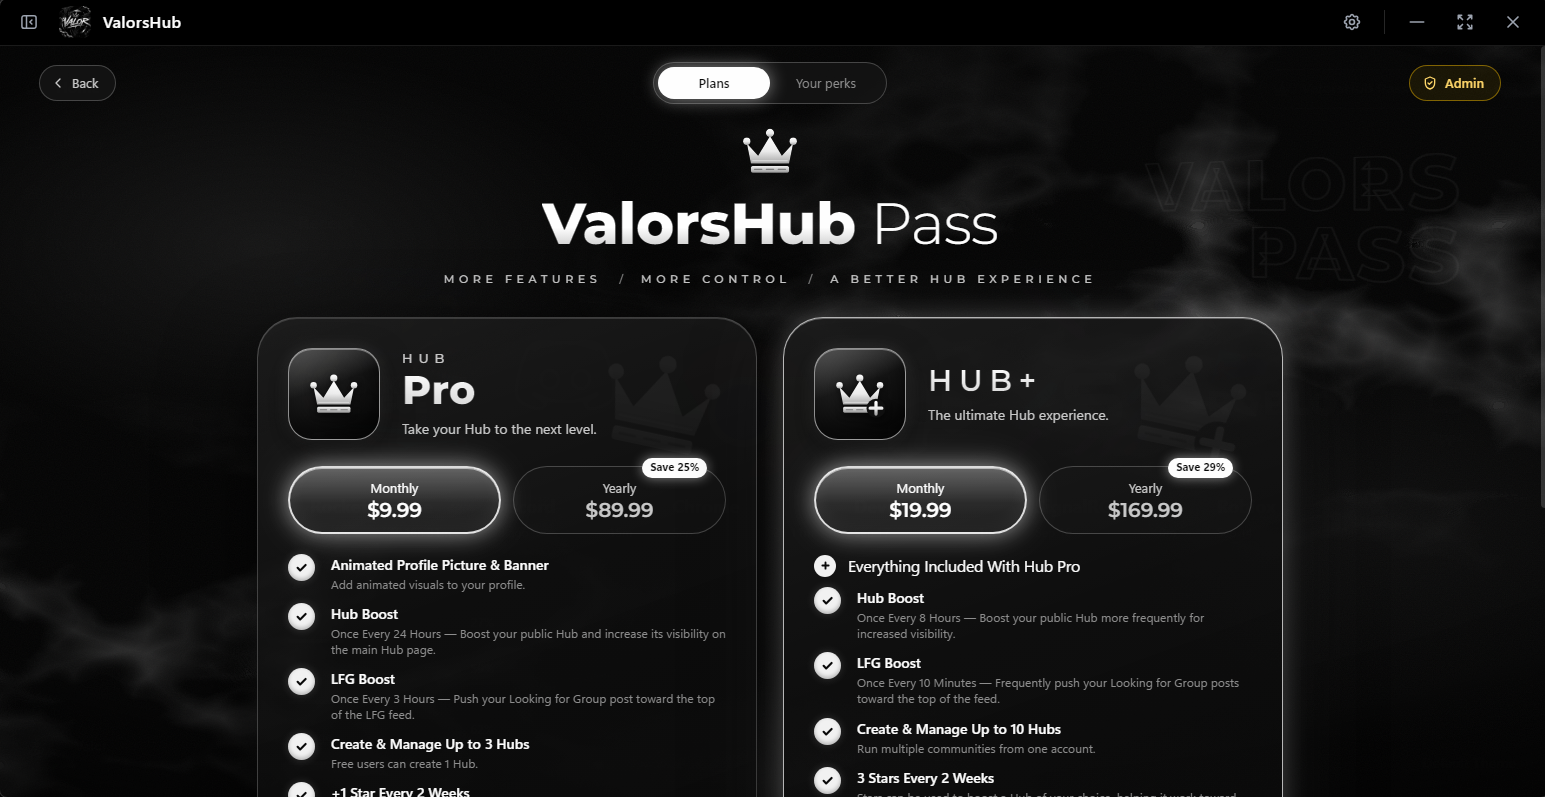 VALOR
ValorsHub
Back
Plans
Your perks
Admin
VALORS
PASS
ValorsHub Pass
MORE FEATURES / MORE CONTROL / A BETTER HUB EXPERIENCE
HUB
Pro
Take your Hub to the next level.
Monthly
$9.99
Save 25%
Yearly
$89.99
Animated Profile Picture & Banner
Add animated visuals to your profile.
Hub Boost
Once Every 24 Hours — Boost your public Hub and increase its visibility on
the main Hub page.
LFG Boost
Once Every 3 Hours — Push your Looking for Group post toward the top
of the LFG feed.
Create & Manage Up to 3 Hubs
Free users can create 1 Hub.
+1 Star Every 2 Weeks
HUB+
The ultimate Hub experience.
Monthly
$19.99
Save 29%
Yearly
$169.99
Everything Included With Hub Pro
Hub Boost
Once Every 8 Hours — Boost your public Hub more frequently for
increased visibility.
LFG Boost
Once Every 10 Minutes — Frequently push your Looking for Group posts
toward the top of the feed.
Create & Manage Up to 10 Hubs
Run multiple communities from one account.
3 Stars Every 2 Weeks